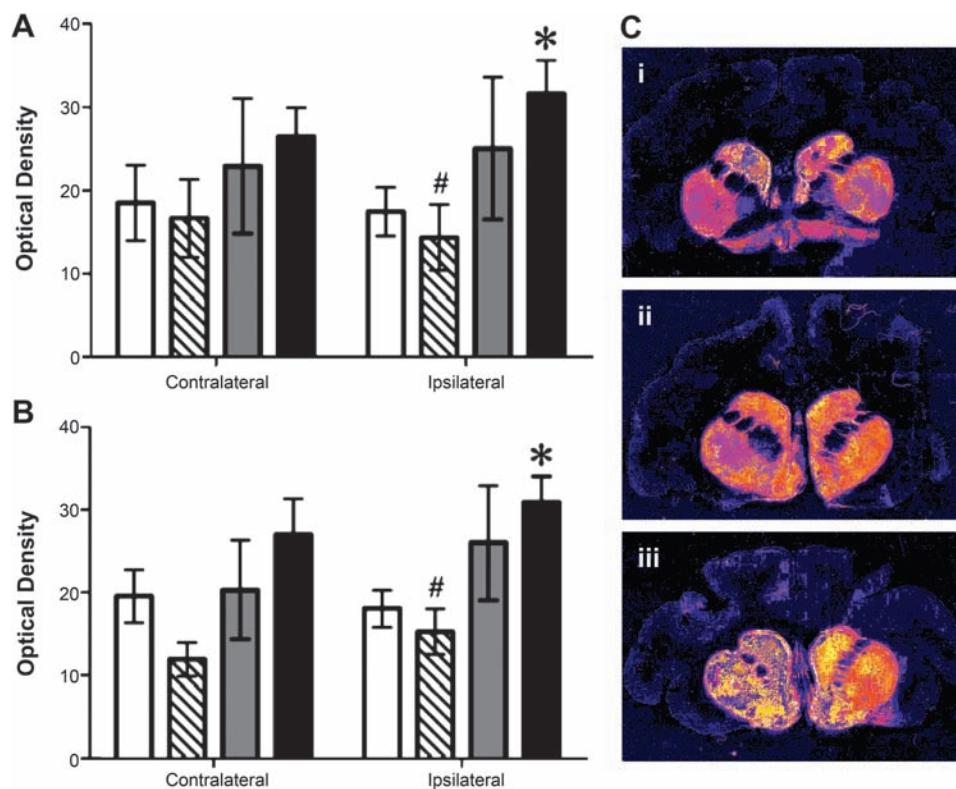 A
Optical Density
40
30
20
10
0
#
*
Contralateral
Ipsilateral
B
Optical Density
40
30
20
10
0
#
*
Contralateral
Ipsilateral
C
i
ii
iii